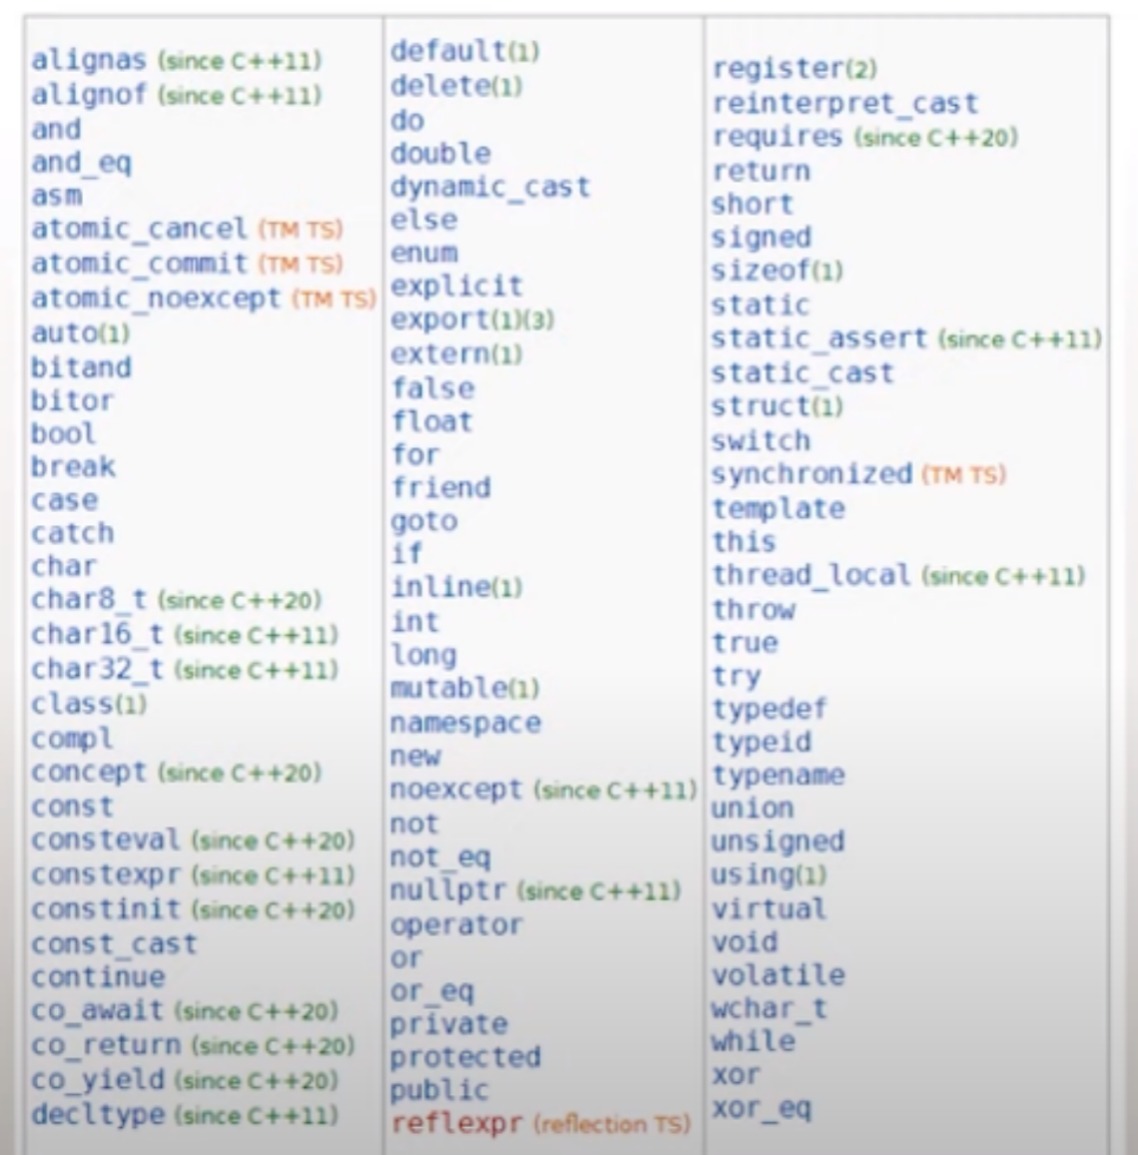 alignas (since C++11)
alignof (since C++11)
and
and_eq
asm
atomic_cancel (TM TS)
atomic_commit (TM TS)
atomic_noexcept (TM TS)
auto(1)
bitand
bitor
bool
break
case
catch
char
char8_t (since C++20)
char16_t (since C++11)
char32_t (since C++11)
class(1)
compl
concept (since C++20)
const
consteval (since C++20)
constexpr (since C++11)
constinit (since C++20)
const_cast
continue
co_await (since C++20)
co_return (since C++20)
co_yield (since C++20)
decltype (since C++11)
default(1)
delete(1)
do
double
dynamic_cast
else
enum
explicit
export(1)(3)
extern(1)
false
float
for
friend
goto
if
inline(1)
int
long
mutable(1)
namespace
new
noexcept (since C++11)
not
not_eq
nullptr (since C++11)
operator
or
or_eq
private
protected
public
reflexpr (reflection TS)
register(2)
reinterpret_cast
requires (since C++20)
return
short
signed
sizeof(1)
static
static_assert (since C++11)
static_cast
struct(1)
switch
synchronized (TM TS)
template
this
thread_local (since C++11)
throw
true
try
typedef
typeid
typename
union
unsigned
using(1)
virtual
void
volatile
wchar_t
while
xor
xor_eq